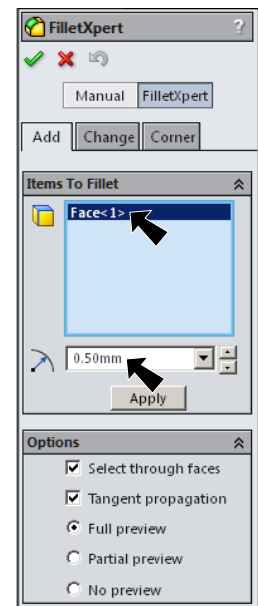 FilletXpert ?
Manual FilletXpert
Add Change Corner
Items To Fillet
Face<1>
0.50mm
Apply
Options
Select through faces
Tangent propagation
Full preview
Partial preview
No preview